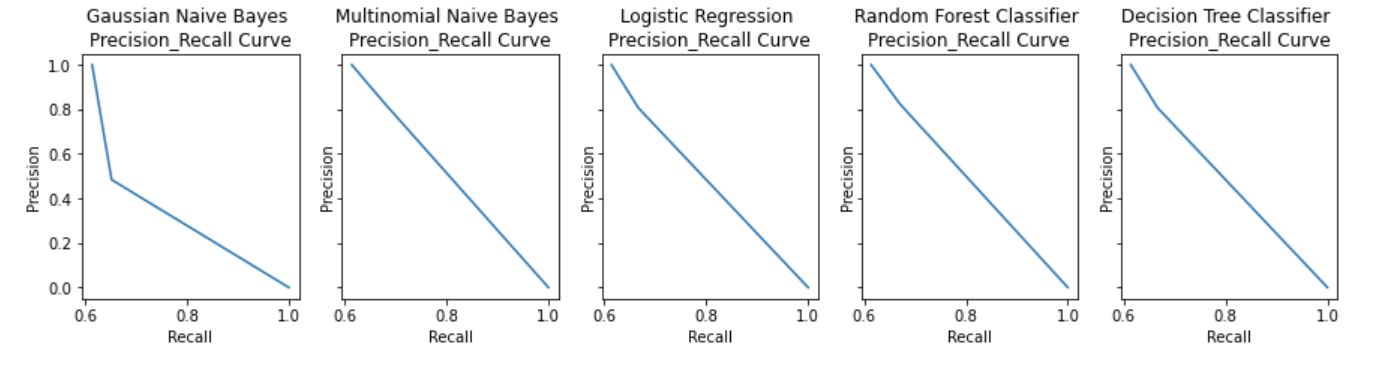 Gaussian Naive Bayes
Precision_Recall Curve
Multinomial Naive Bayes
Precision_Recall Curve
Logistic Regression
Precision_Recall Curve
Random Forest Classifier
Precision_Recall Curve
Decision Tree Classifier
Precision_Recall Curve
1.0
0.8
0.6
0.4
0.2
0.0
Precision
0.6 0.8 1.0
Recall
Precision
0.6 0.8 1.0
Recall
Precision
0.6 0.8 1.0
Recall
Precision
0.6 0.8 1.0
Recall
Precision
0.6 0.8 1.0
Recall